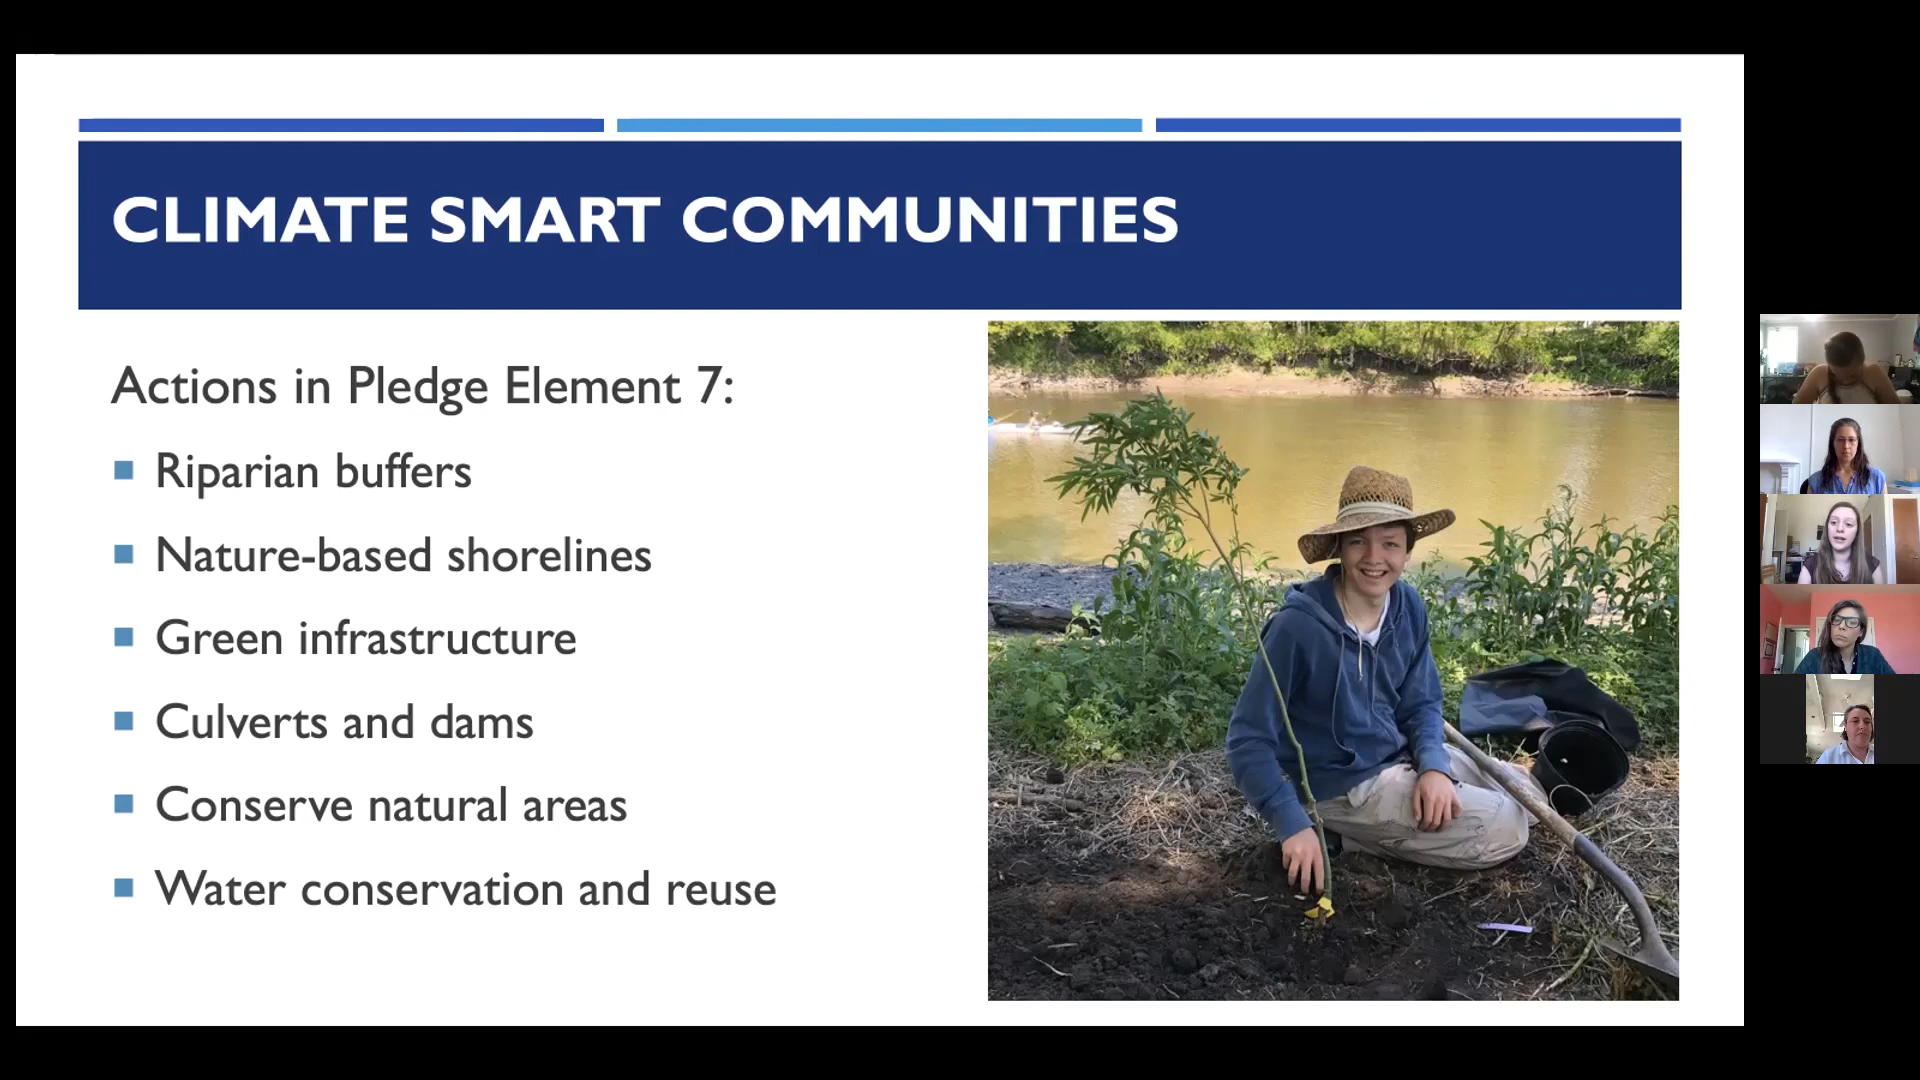 CLIMATE SMART COMMUNITIES
Actions in Pledge Element 7:
Riparian buffers
Nature-based shorelines
Green infrastructure
Culverts and dams
Conserve natural areas
Water conservation and reuse